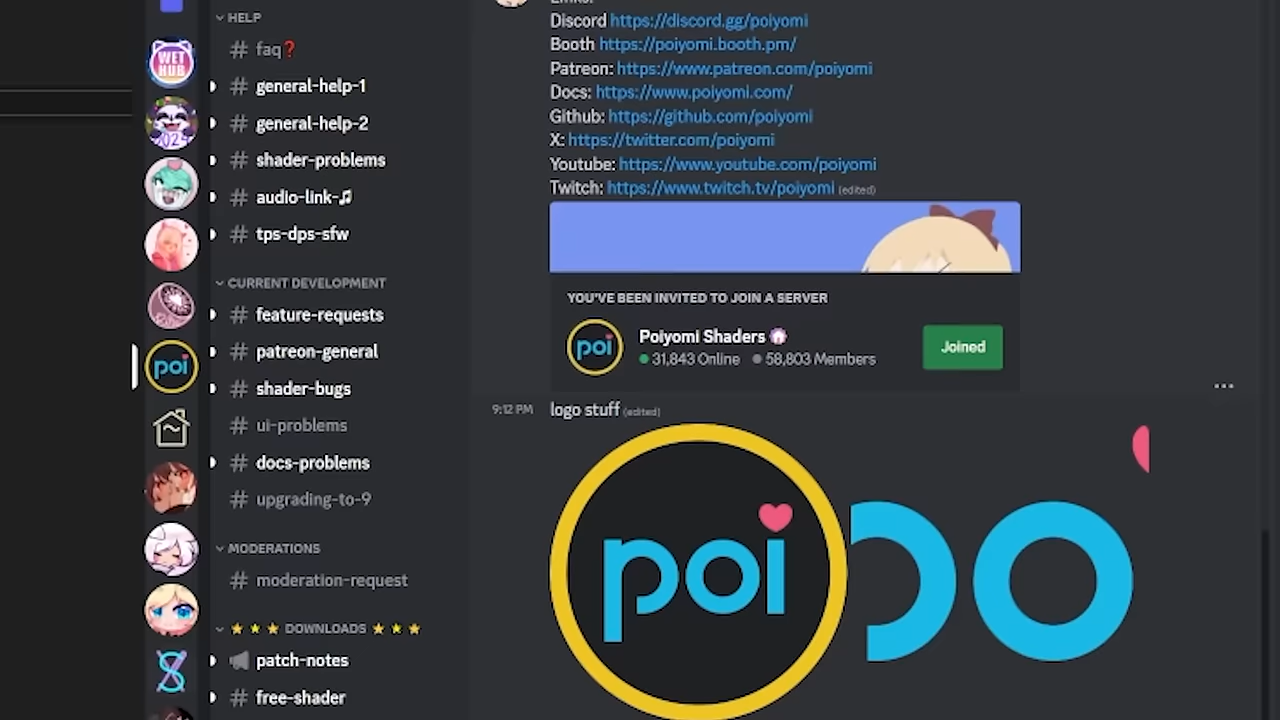 HELP
faq❓
general-help-1
general-help-2
shader-problems
audio-link-♫
tps-dps-sfw
CURRENT DEVELOPMENT
feature-requests
patreon-general
shader-bugs
ui-problems
docs-problems
upgrading-to-9
MODERATIONS
moderation-request
⭐ ⭐ ⭐ DOWNLOADS ⭐ ⭐ ⭐
patch-notes
free-shader
WET
HUB
2024
poi
Discord https://discord.gg/poiyomi
Booth https://poiyomi.booth.pm/
Patreon: https://www.patreon.com/poiyomi
Docs: https://www.poiyomi.com/
Github: https://github.com/poiyomi
X: https://twitter.com/poiyomi
Youtube: https://www.youtube.com/poiyomi
Twitch: https://www.twitch.tv/poiyomi (edited)
YOU'VE BEEN INVITED TO JOIN A SERVER
poi
Poiyomi Shaders
31,843 Online 58,803 Members
Joined
9:12 PM logo stuff (edited)
poi